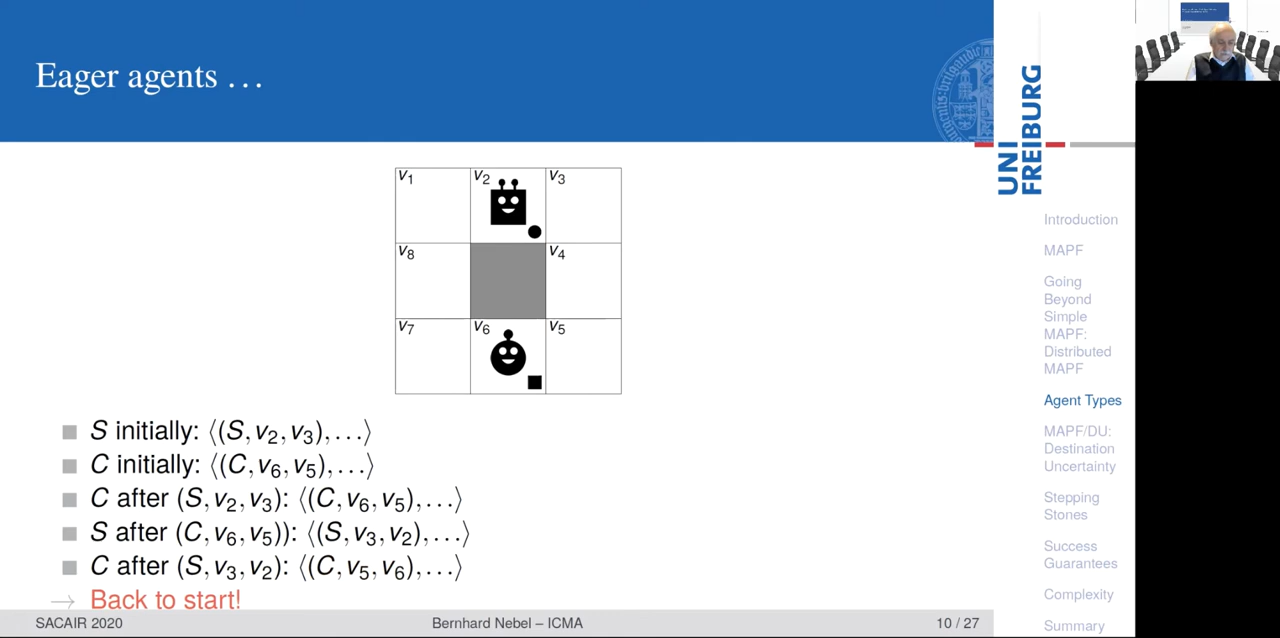 Eager agents …
v1 v2 v3
v8 v4
v7 v6 v5
S initially: ⟨(S, v2, v3), …⟩
C initially: ⟨(C, v6, v5), …⟩
C after (S, v2, v3): ⟨(C, v6, v5), …⟩
S after (C, v6, v5)): ⟨(S, v3, v2), …⟩
C after (S, v3, v2): ⟨(C, v5, v6), …⟩
→ Back to start!
SACAIR 2020 Bernhard Nebel – ICMA 10 / 27
UNI
FREIBURG
Introduction
MAPF
Going
Beyond
Simple
MAPF:
Distributed
MAPF
Agent Types
MAPF/DU:
Destination
Uncertainty
Stepping
Stones
Success
Guarantees
Complexity
Summary